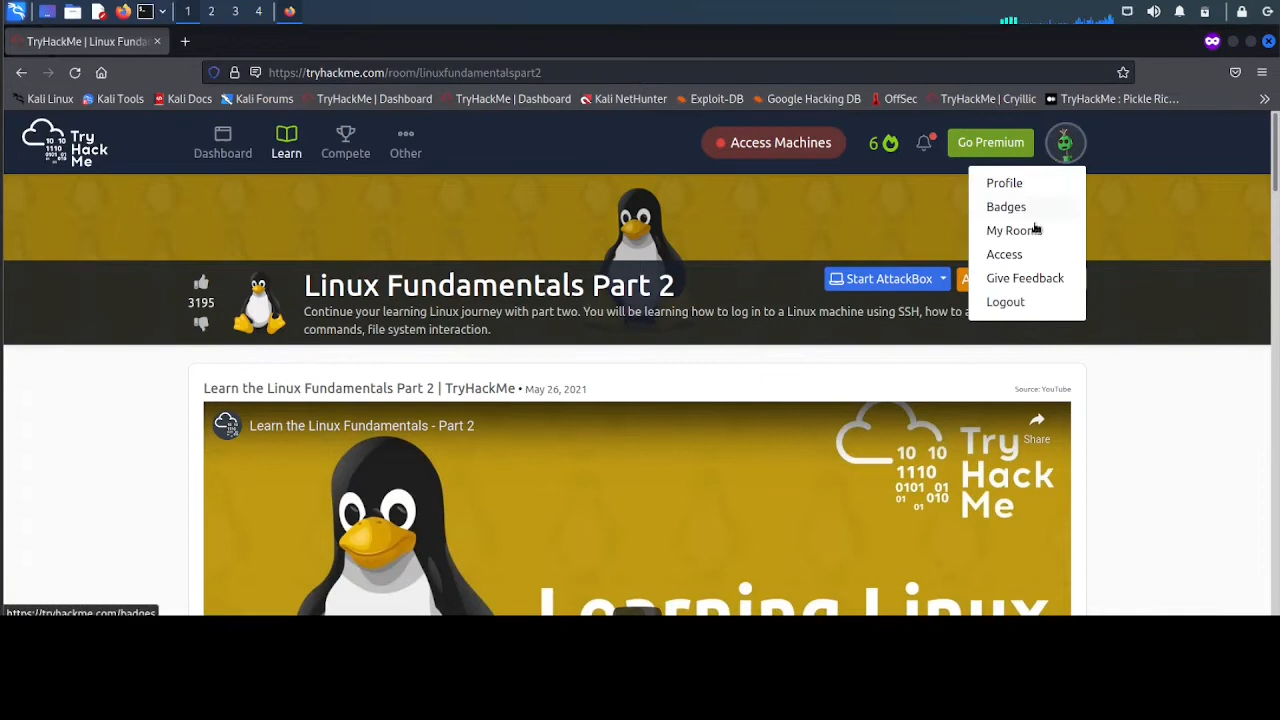 1 2 3 4
TryHackMe | Linux Funda
https://tryhackme.com/room/linuxfundamentalspart2
Kali Linux Kali Tools Kali Docs Kali Forums TryHackMe | Dashboard TryHackMe | Dashboard Kali NetHunter Exploit-DB Google Hacking DB OffSec TryHackMe | Cryillic TryHackMe : Pickle Ric...
Try Hack Me
Dashboard Learn Compete Other
Access Machines 6 Go Premium
Profile
Badges
My Rooms
Access
Give Feedback
Logout
3195
Linux Fundamentals Part 2
Start AttackBox
Continue your learning Linux journey with part two. You will be learning how to log in to a Linux machine using SSH, how to a
commands, file system interaction.
Learn the Linux Fundamentals Part 2 | TryHackMe • May 26, 2021
Source: YouTube
Learn the Linux Fundamentals - Part 2
Share
10 10
1110
0101 01
01 010
01
Try
Hack
Me
Learning Linux
https://tryhackme.com/badges